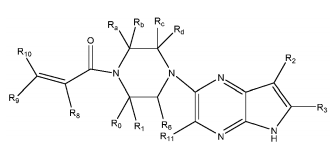 Ra Rb Rc Rd
R10 O
N N N R2
R9 R8
R0 R1 R6 R11 N N H R3